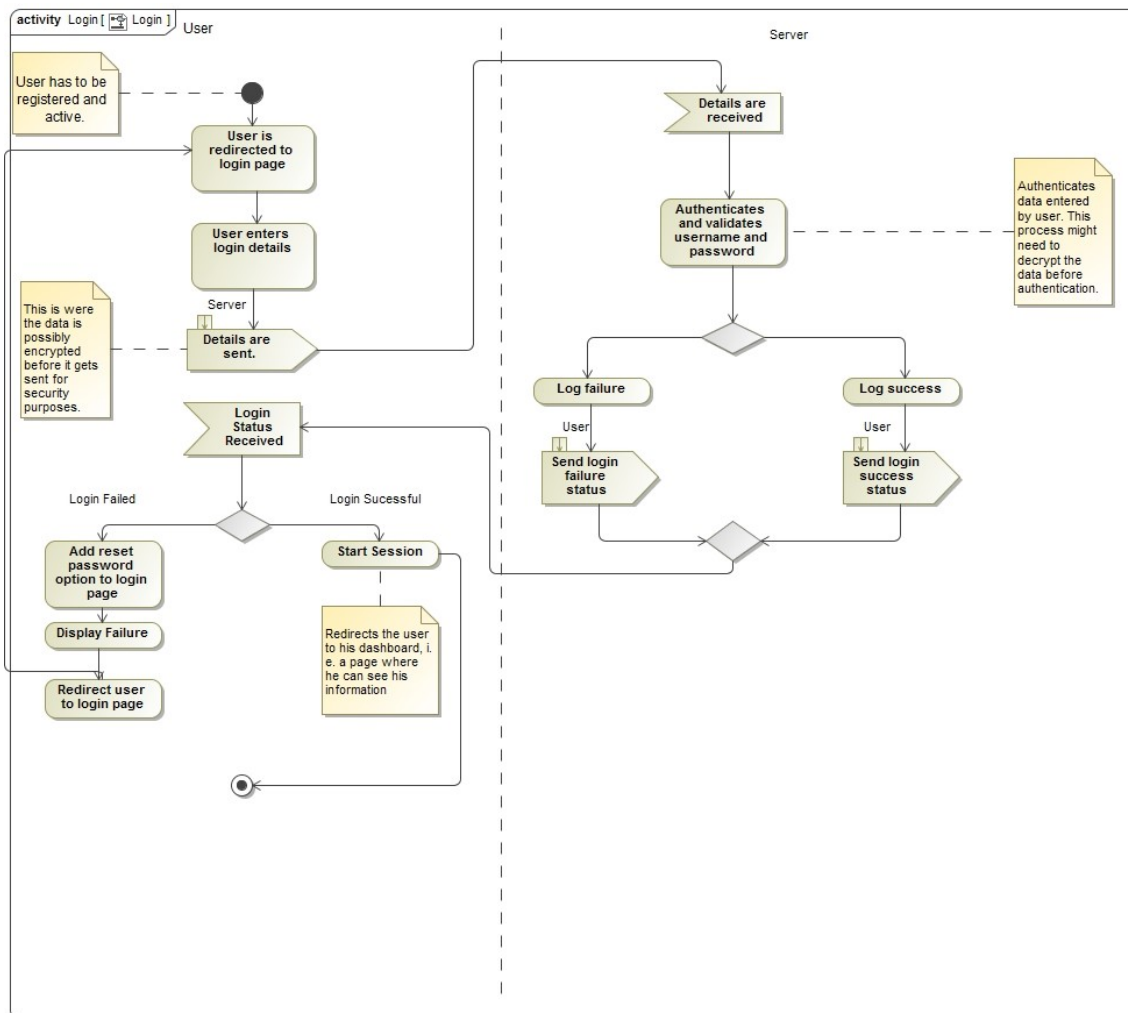 activity Login [ Login ]
User
Server
User has to be
registered and
active.
User is
redirected to
login page
User enters
login details
Server
Details are
sent.
This is were
the data is
possibly
encrypted
before it gets
sent for
security
purposes.
Details are
received
Authenticates
and validates
username and
password
Authenticates
data entered
by user. This
process might
need to
decrypt the
data before
authentication.
Log failure
Log success
User
User
Send login
failure
status
Send login
success
status
Login
Status
Received
Login Failed
Login Sucessful
Add reset
password
option to login
page
Start Session
Display Failure
Redirect user
to login page
Redirects the user
to his dashboard, i.
e. a page where
he can see his
information